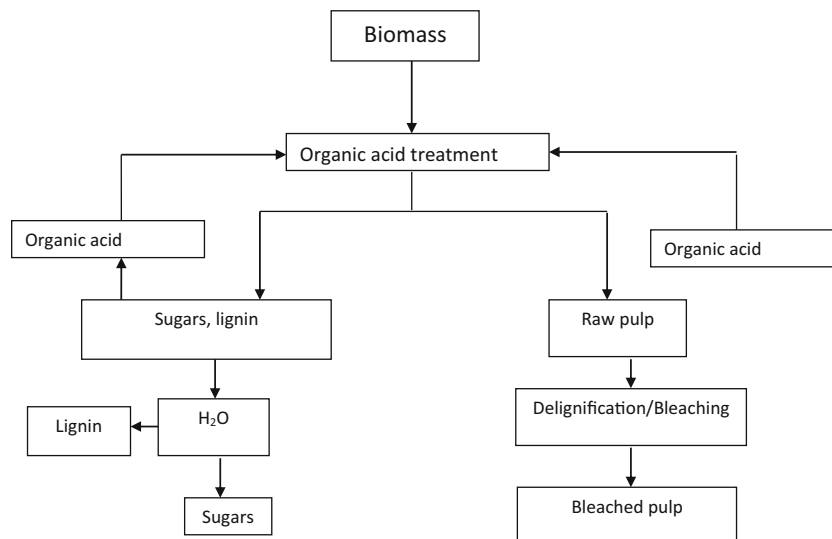 Biomass
Organic acid treatment
Organic acid
Organic acid
Sugars, lignin
Raw pulp
Lignin
H₂O
Delignification/Bleaching
Sugars
Bleached pulp